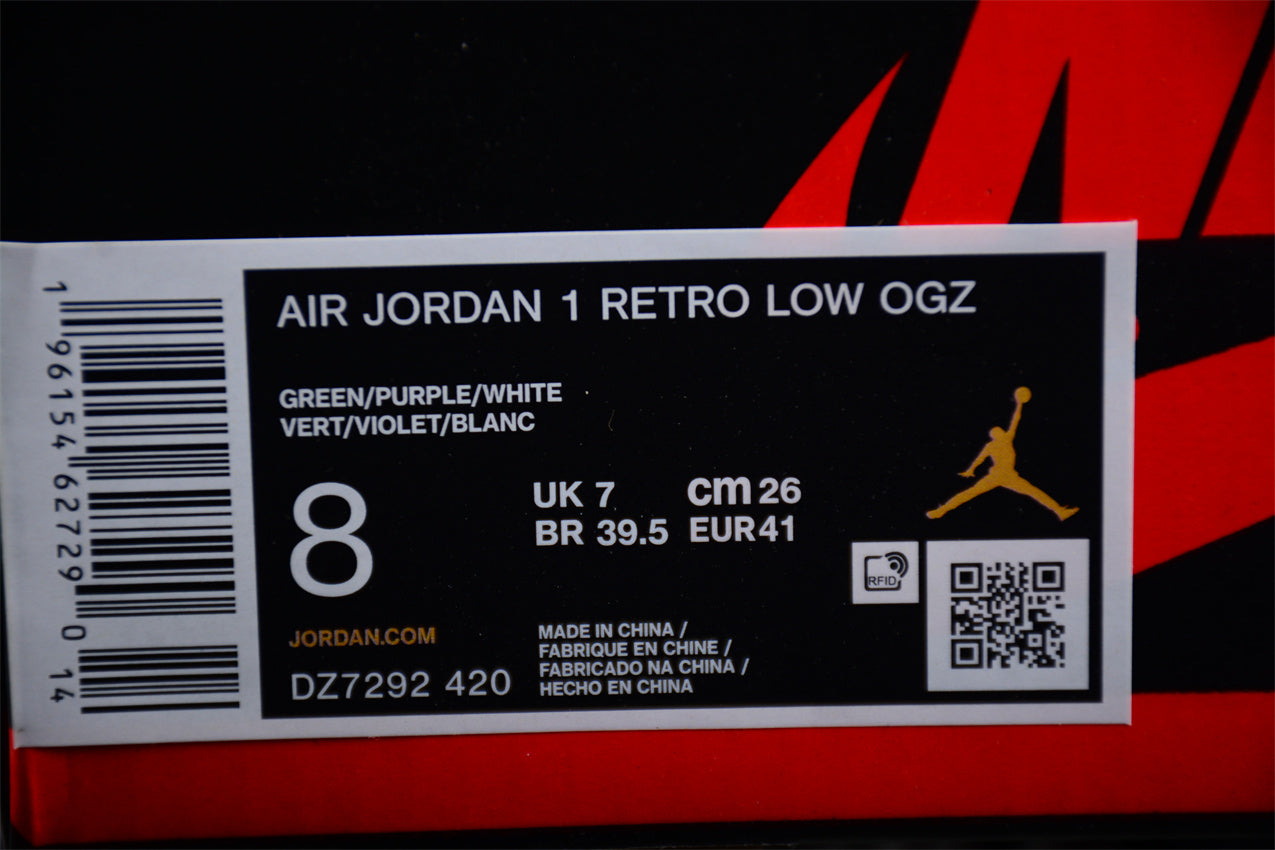 AIR JORDAN 1 RETRO LOW OGZ
GREEN/PURPLE/WHITE
VERT/VIOLET/BLANC
8
UK 7
cm 26
BR 39.5
EUR 41
JORDAN.COM
DZ7292 420
MADE IN CHINA /
FABRIQUE EN CHINE /
FABRICADO NA CHINA /
HECHO EN CHINA
RFID
1 96154 62729 0 14